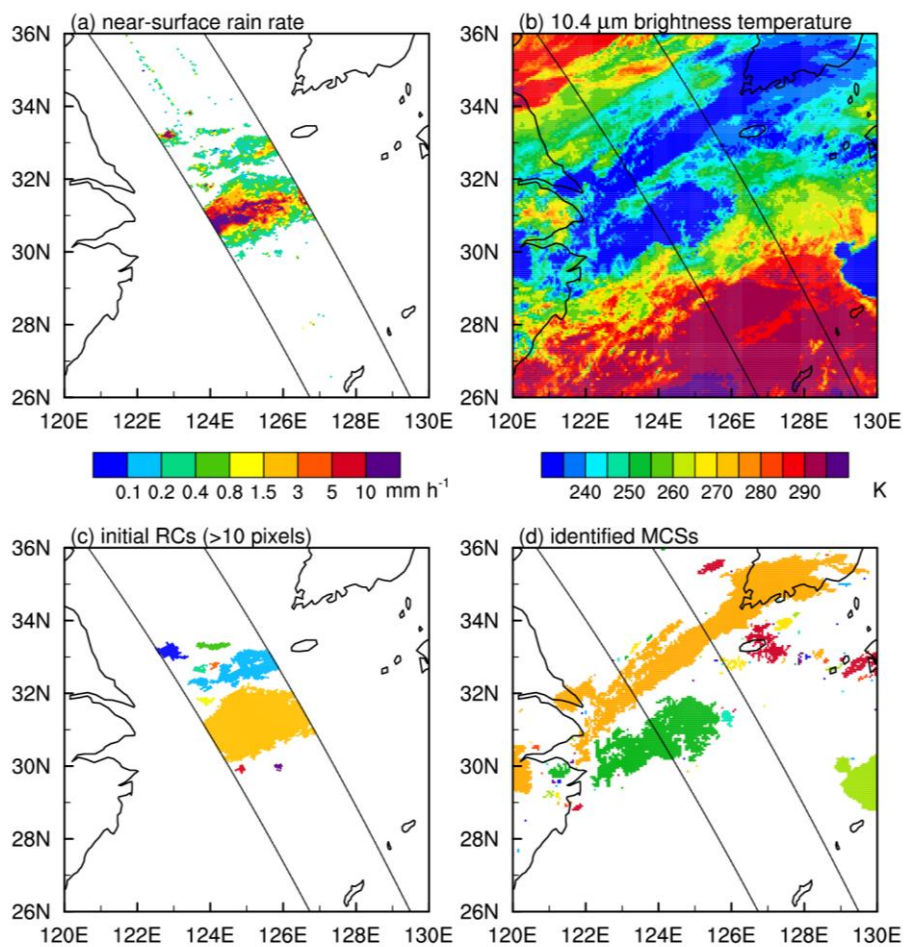 (a) near-surface rain rate
(b) 10.4 μm brightness temperature
36N
34N
32N
30N
28N
26N
120E 122E 124E 126E 128E 130E
36N
34N
32N
30N
28N
26N
120E 122E 124E 126E 128E 130E
0.1 0.2 0.4 0.8 1.5 3 5 10 mm h⁻¹
240 250 260 270 280 290 K
(c) initial RCs (>10 pixels)
(d) identified MCSs
36N
34N
32N
30N
28N
26N
120E 122E 124E 126E 128E 130E
36N
34N
32N
30N
28N
26N
120E 122E 124E 126E 128E 130E